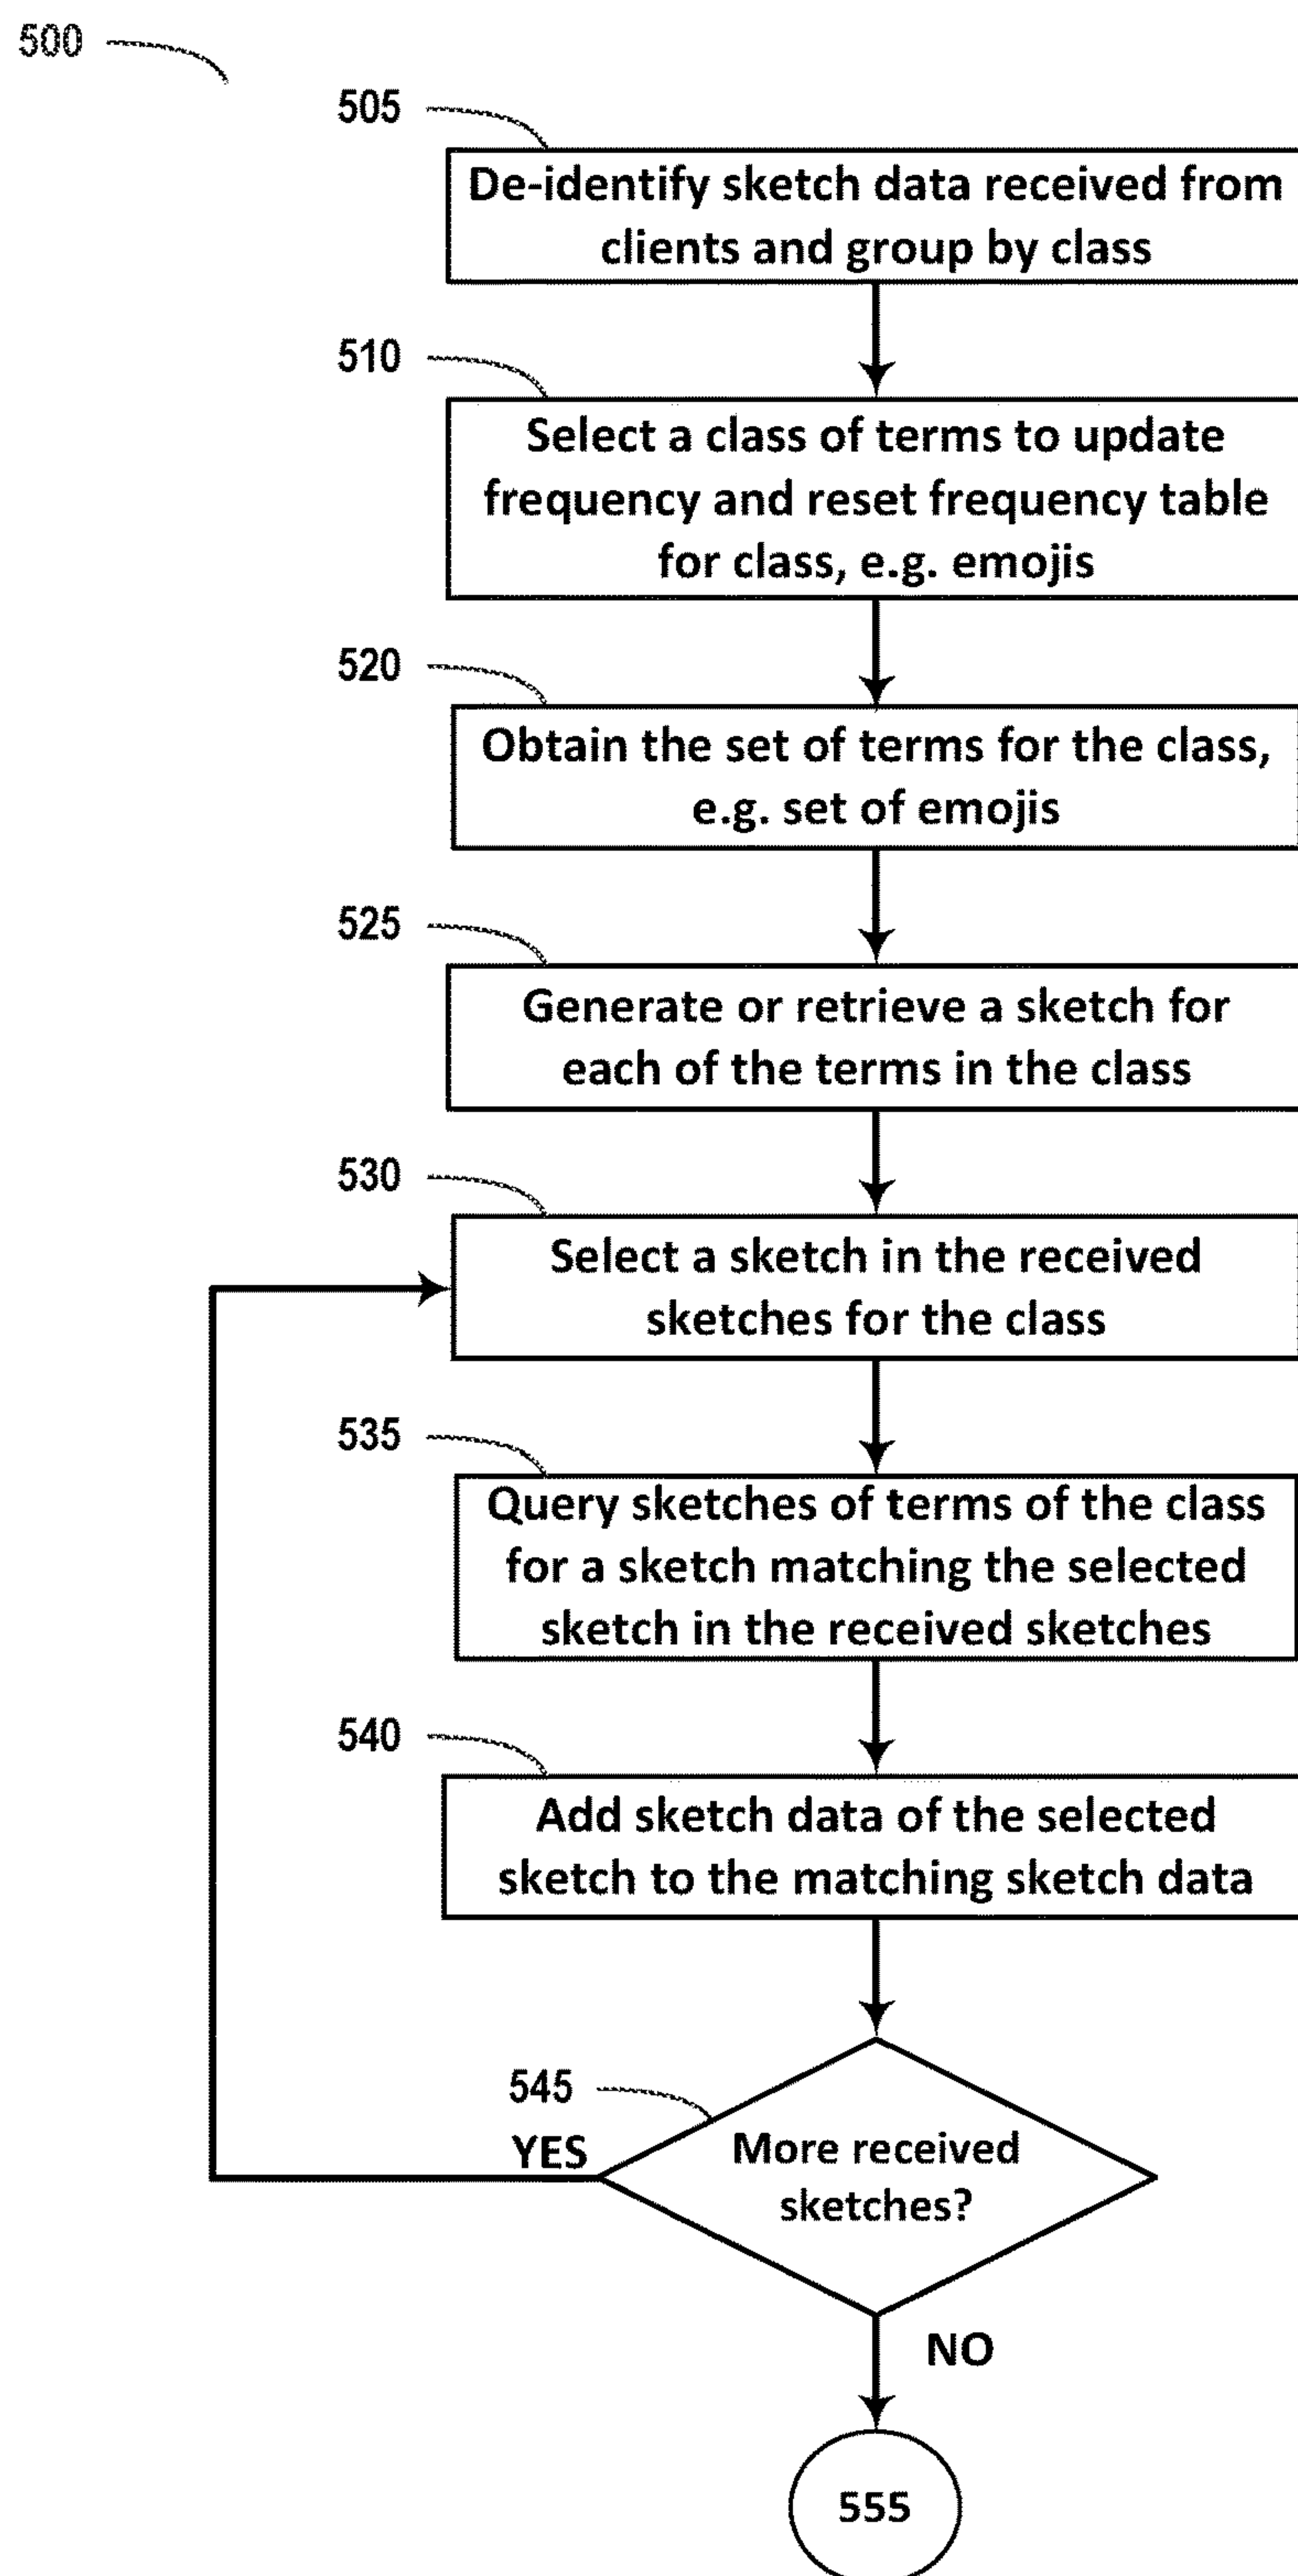 500
505
De-identify sketch data received from
clients and group by class
510
Select a class of terms to update
frequency and reset frequency table
for class, e.g. emojis
520
Obtain the set of terms for the class,
e.g. set of emojis
525
Generate or retrieve a sketch for
each of the terms in the class
530
Select a sketch in the received
sketches for the class
535
Query sketches of terms of the class
for a sketch matching the selected
sketch in the received sketches
540
Add sketch data of the selected
sketch to the matching sketch data
545
YES
More received
sketches?
NO
555